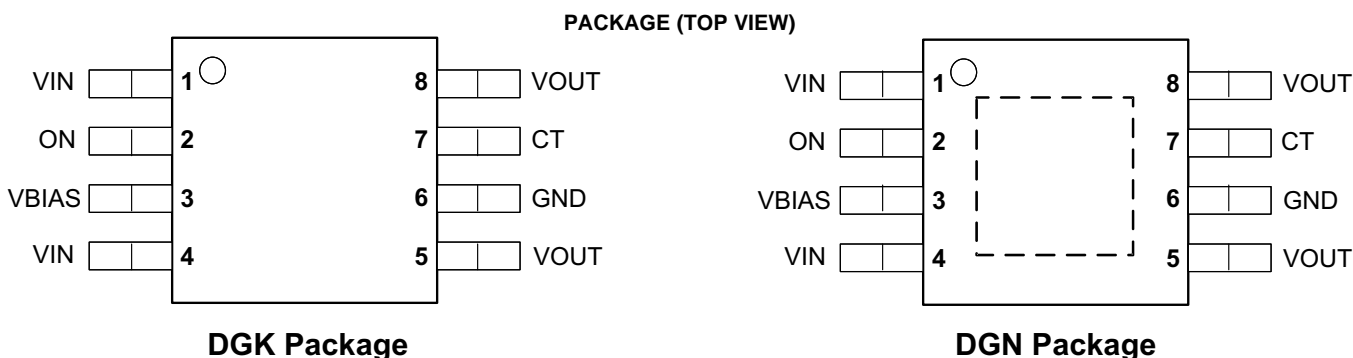 PACKAGE (TOP VIEW)
VIN 1 8 VOUT
ON 2 7 CT
VBIAS 3 6 GND
VIN 4 5 VOUT
DGK Package
VIN 1 8 VOUT
ON 2 7 CT
VBIAS 3 6 GND
VIN 4 5 VOUT
DGN Package